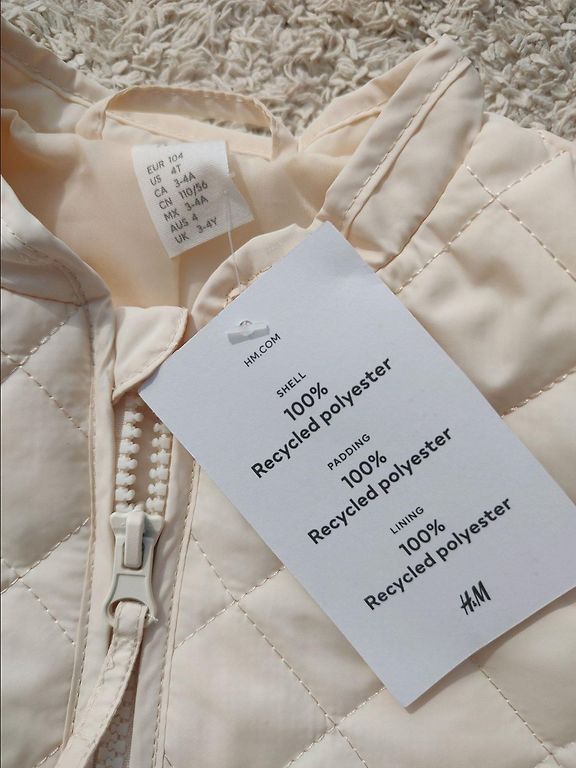 EUR 104
US 4T
CA 3-4A
CN 110/56
MX 3-4A
AUS 4
UK 3-4Y
HM.COM
SHELL
100%
Recycled polyester
PADDING
100%
Recycled polyester
LINING
100%
Recycled polyester
H&M